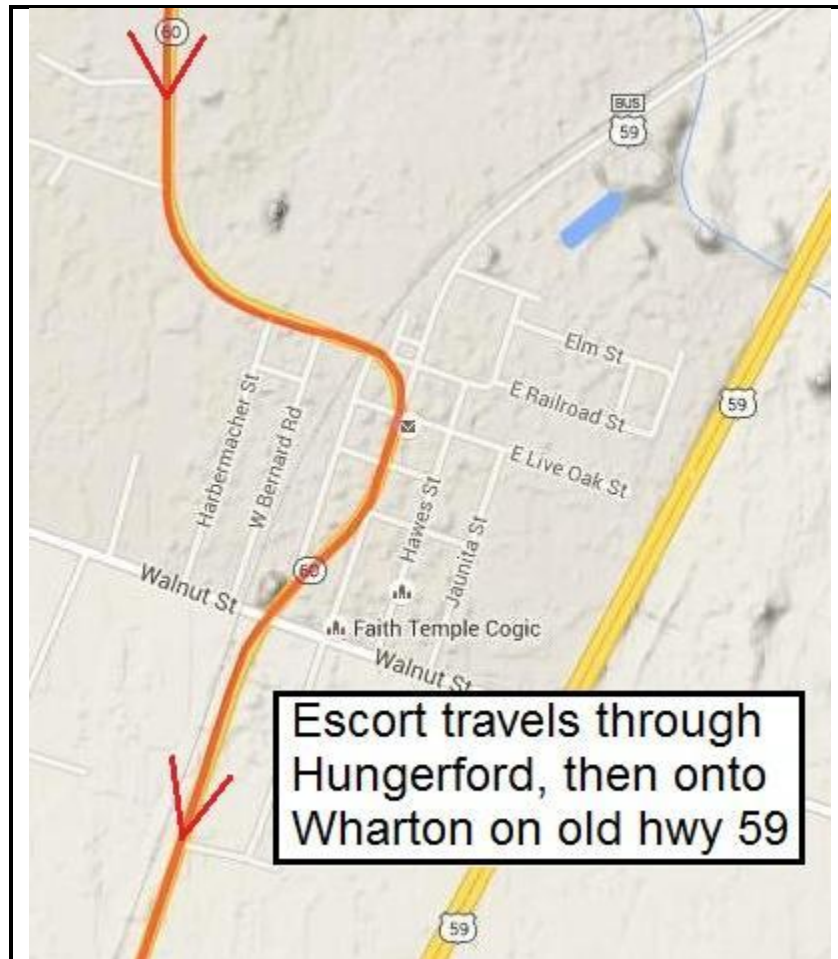 60
BUS
59
Elm St
E Railroad St
59
Harbermacher St
W Bernard Rd
E Live Oak St
Hawes St
Jaunita St
60
Walnut St
Faith Temple Cogic
Walnut St
Escort travels through
Hungerford, then onto
Wharton on old hwy 59
59